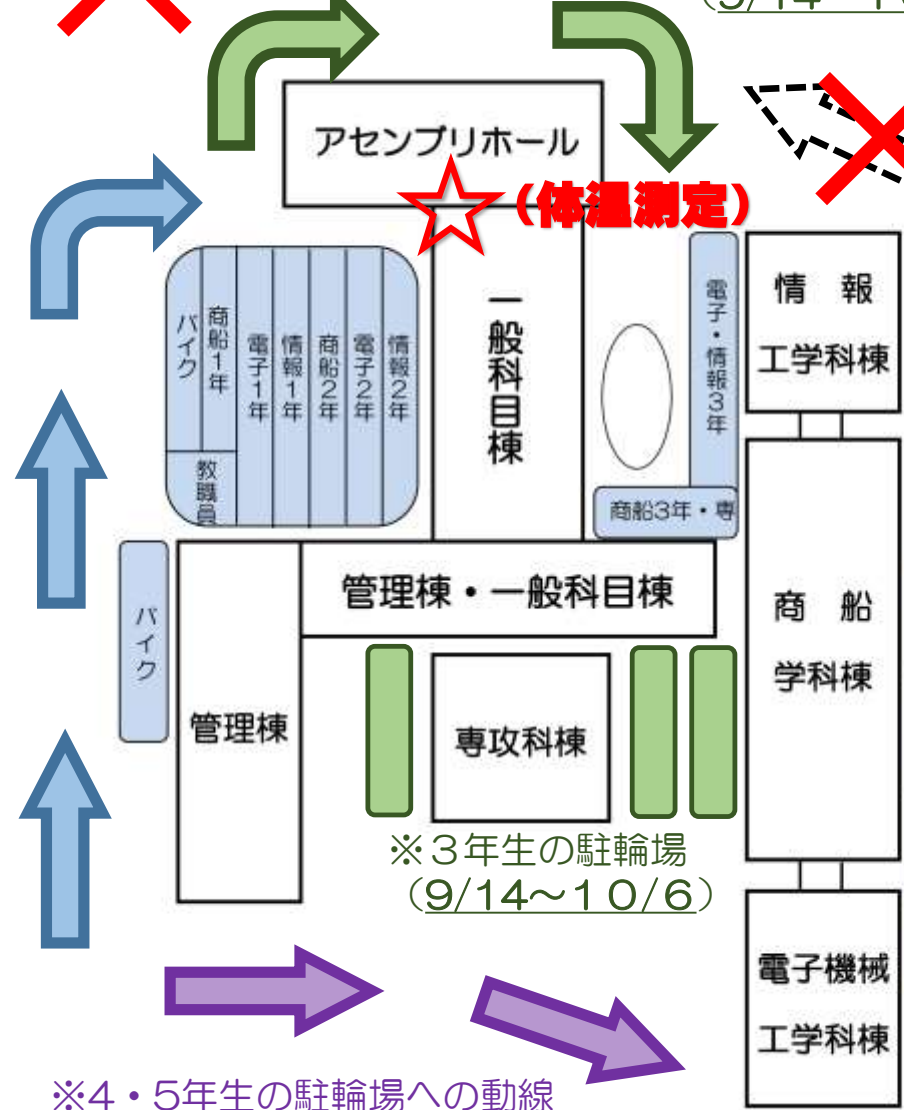 (9/14～10
アセンブリホール
(体温測定)
バイク
商船1年
教職員
電子1年
情報1年
商船2年
電子2年
情報2年
一般科目棟
電子・情報3年
商船3年・専
情報
工学科棟
管理棟・一般科目棟
バイク
管理棟
専攻科棟
商船
学科棟
※3年生の駐輪場
(9/14～10/6)
電子機械
工学科棟
※4・5年生の駐輪場への動線